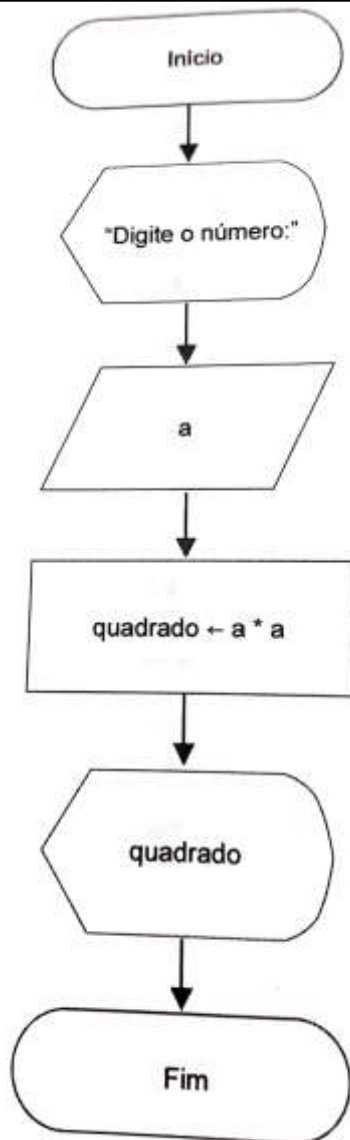 Início
"Digite o número:"
a
quadrado ← a * a
quadrado
Fim